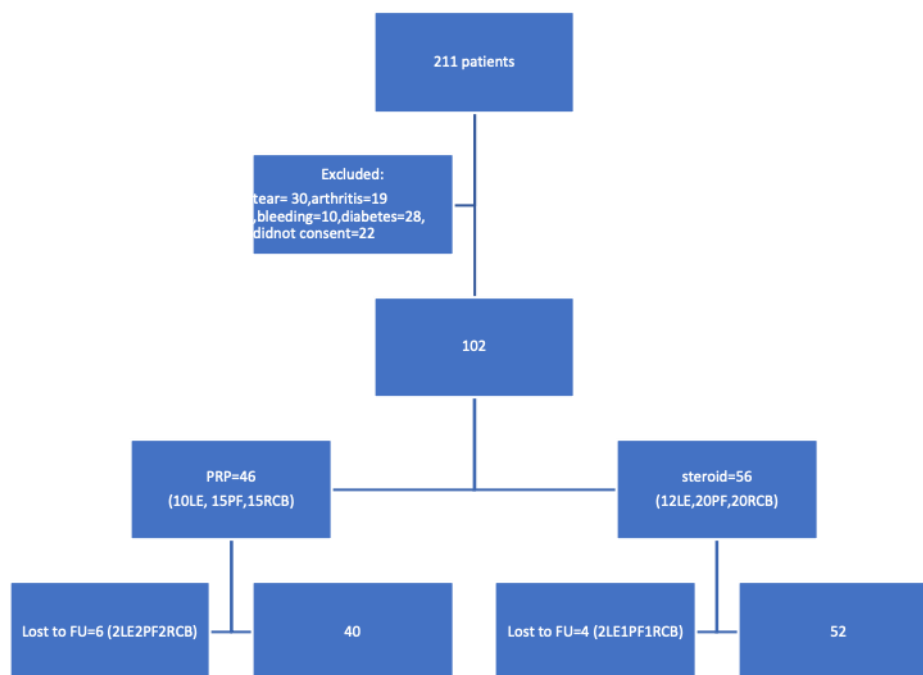 211 patients
Excluded:
tear= 30,arthritis=19
,bleeding=10,diabetes=28,
didnot consent=22
102
PRP=46
(10LE, 15PF,15RCB)
steroid=56
(12LE,20PF,20RCB)
Lost to FU=6 (2LE2PF2RCB)
40
Lost to FU=4 (2LE1PF1RCB)
52